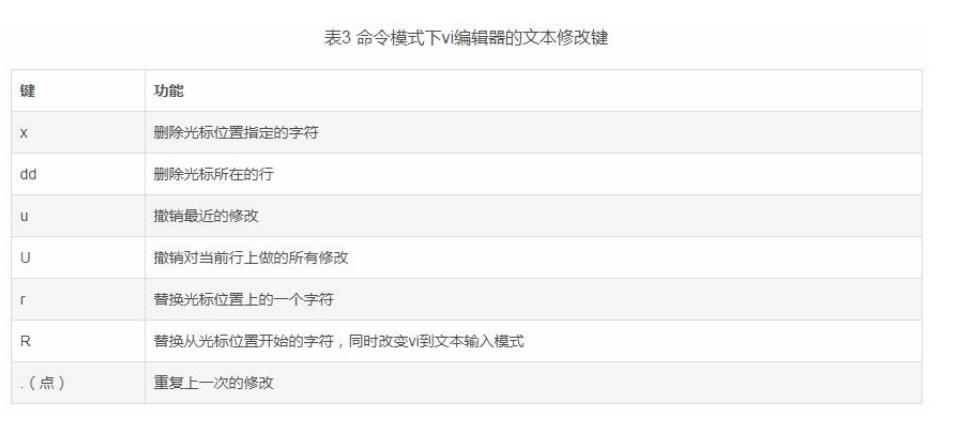 表3 命令模式下vi编辑器的文本修改键
键 功能
x 删除光标位置指定的字符
dd 删除光标所在的行
u 撤销最近的修改
U 撤销对当前行上做的所有修改
r 替换光标位置上的一个字符
R 替换从光标位置开始的字符，同时改变vi到文本输入模式
.（点） 重复上一次的修改